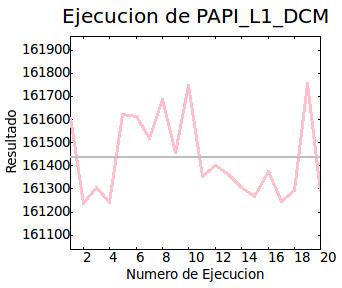 Ejecucion de PAPI_L1_DCM
161900
161800
161700
161600
161500
161400
161300
161200
161100
Resultado
2 4 6 8 10 12 14 16 18 20
Numero de Ejecucion